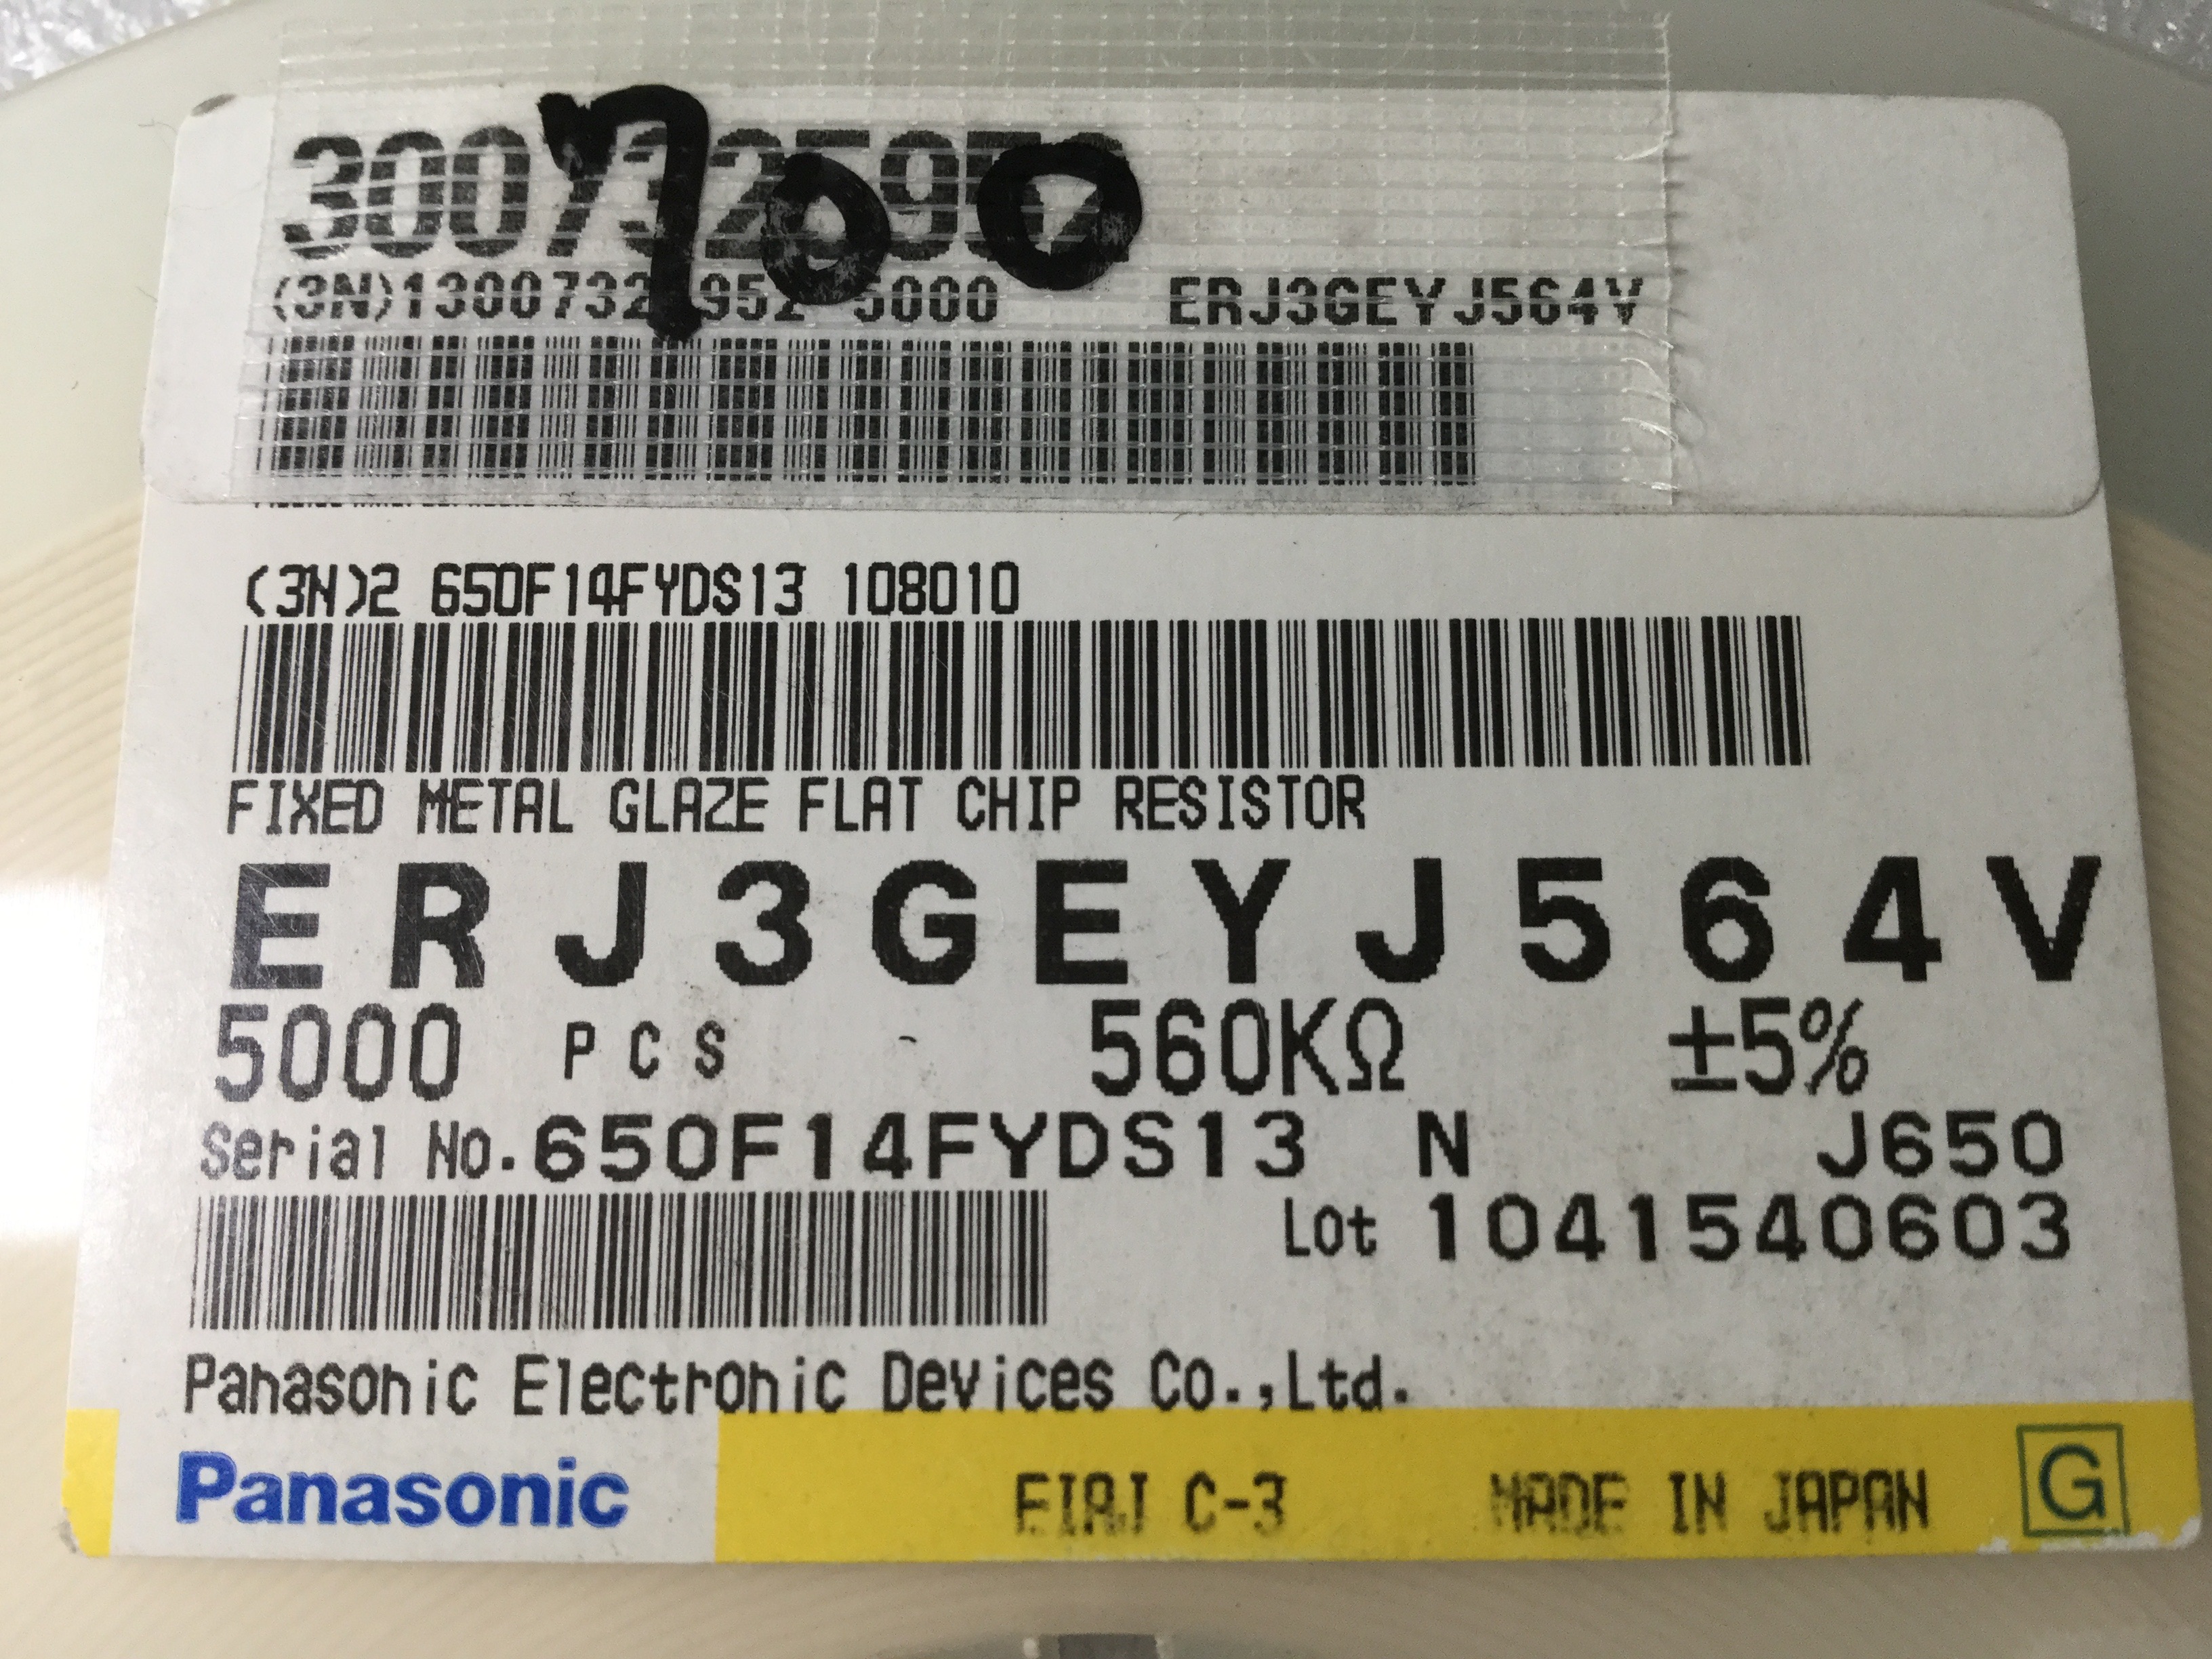 700
(3N)1300732 952 5000 ERJ3GEYJ564V
(3N)2 650F14FYDS13 108010
FIXED METAL GLAZE FLAT CHIP RESISTOR
ERJ3GEYJ564V
5000 PCS 560KΩ ±5%
Serial No.650F14FYDS13 N J650
Lot 1041540603
Panasonic Electronic Devices Co.,Ltd.
Panasonic EIAJ C-3 MADE IN JAPAN G